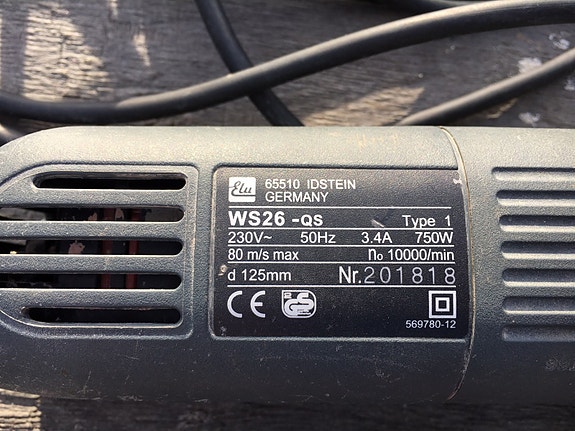 Elu 65510 IDSTEIN
GERMANY
WS26 -QS Type 1
230V~ 50Hz 3.4A 750W
80 m/s max n₀ 10000/min
d 125mm Nr.201818
CE GS
569780-12